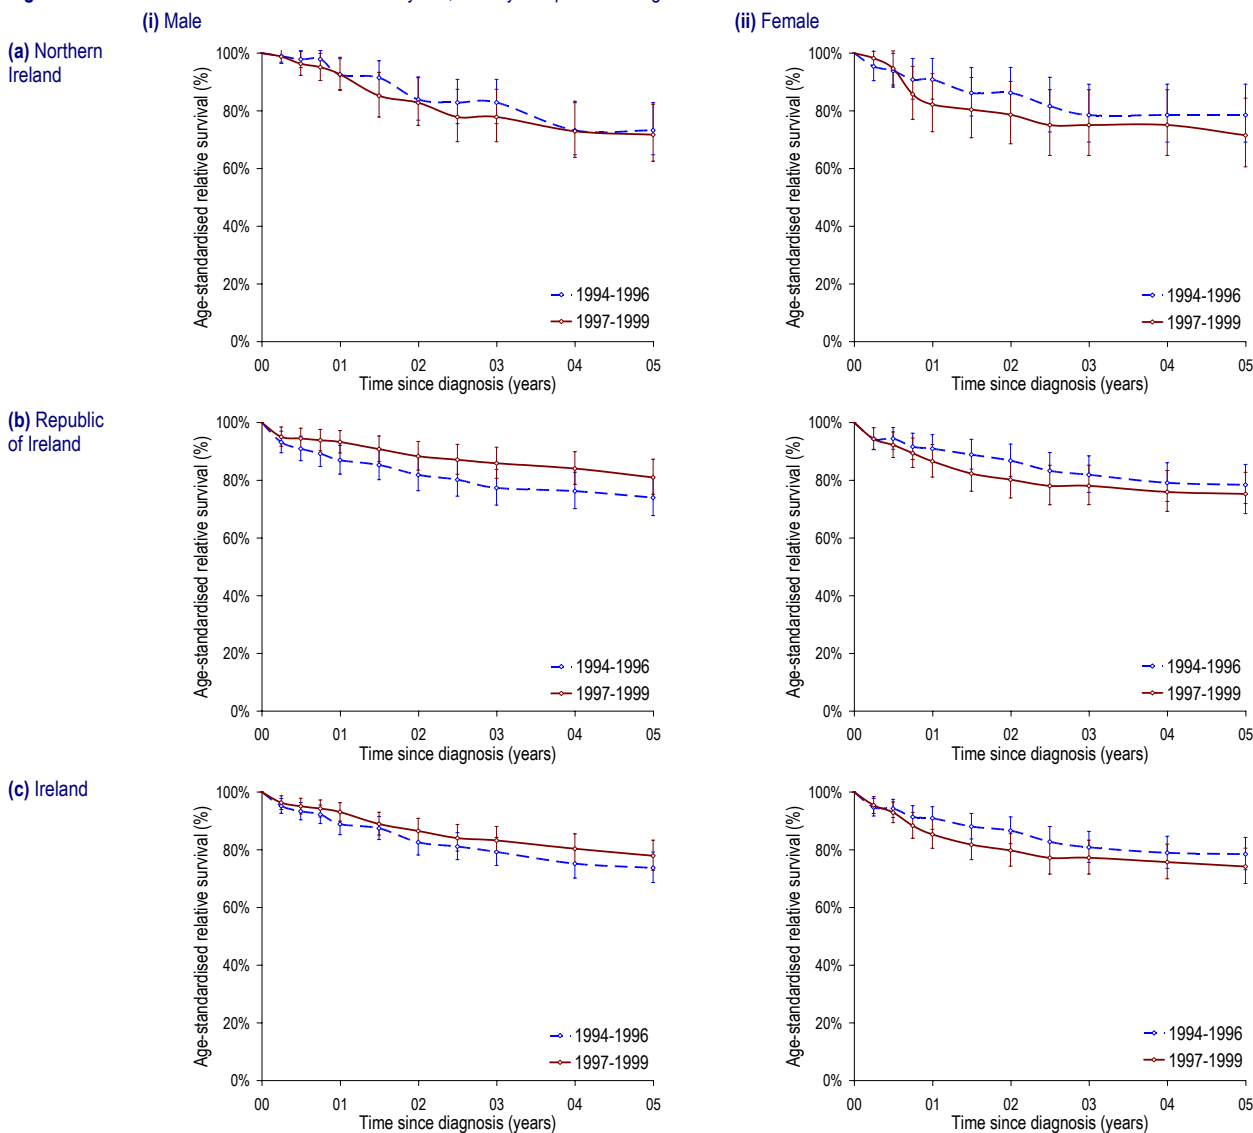 (i) Male
(ii) Female
(a) Northern
Ireland
Age-standardised relative survival (%)
100%
80%
60%
40%
20%
0%
1994-1996
1997-1999
00 01 02 03 04 05
Time since diagnosis (years)
Age-standardised relative survival (%)
100%
80%
60%
40%
20%
0%
1994-1996
1997-1999
00 01 02 03 04 05
Time since diagnosis (years)
(b) Republic
of Ireland
Age-standardised relative survival (%)
100%
80%
60%
40%
20%
0%
1994-1996
1997-1999
00 01 02 03 04 05
Time since diagnosis (years)
Age-standardised relative survival (%)
100%
80%
60%
40%
20%
0%
1994-1996
1997-1999
00 01 02 03 04 05
Time since diagnosis (years)
(c) Ireland
Age-standardised relative survival (%)
100%
80%
60%
40%
20%
0%
1994-1996
1997-1999
00 01 02 03 04 05
Time since diagnosis (years)
Age-standardised relative survival (%)
100%
80%
60%
40%
20%
0%
1994-1996
1997-1999
00 01 02 03 04 05
Time since diagnosis (years)